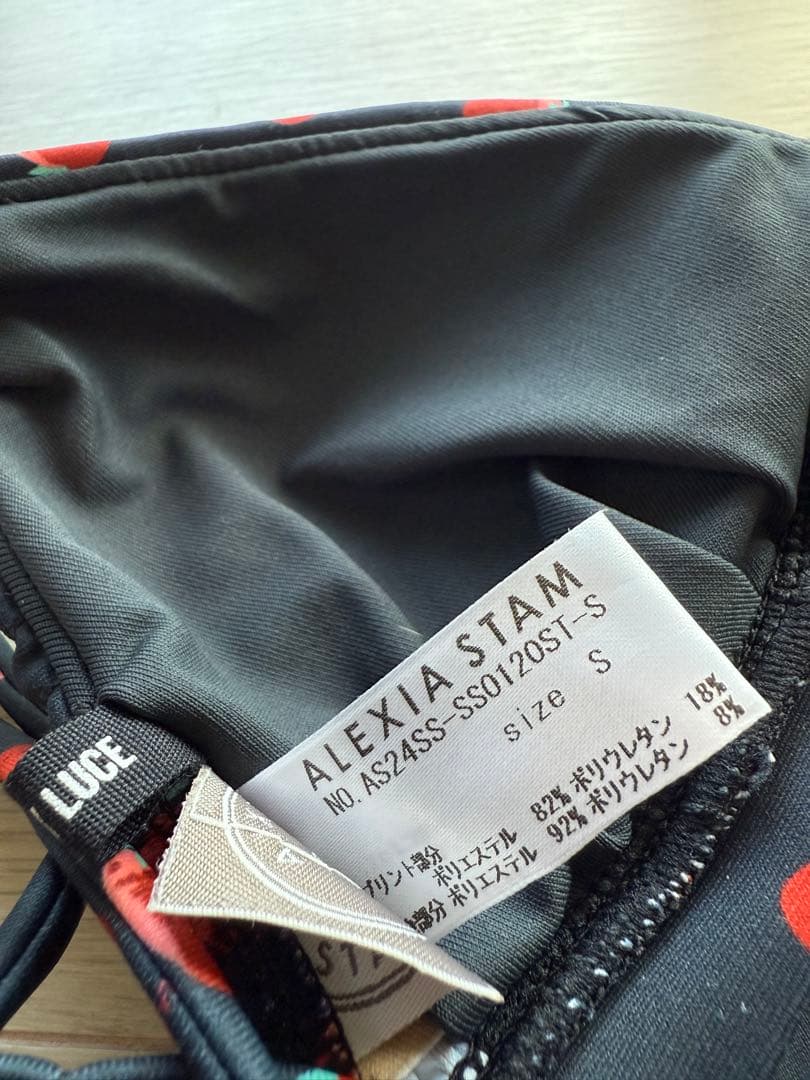 ALEXIA STAM
NO. AS24SS-SS0120ST-S
size S
プリント部分
ポリエステル 82% ポリウレタン 18%
部分 ポリエステル 92% ポリウレタン 8%
LUCE
STA